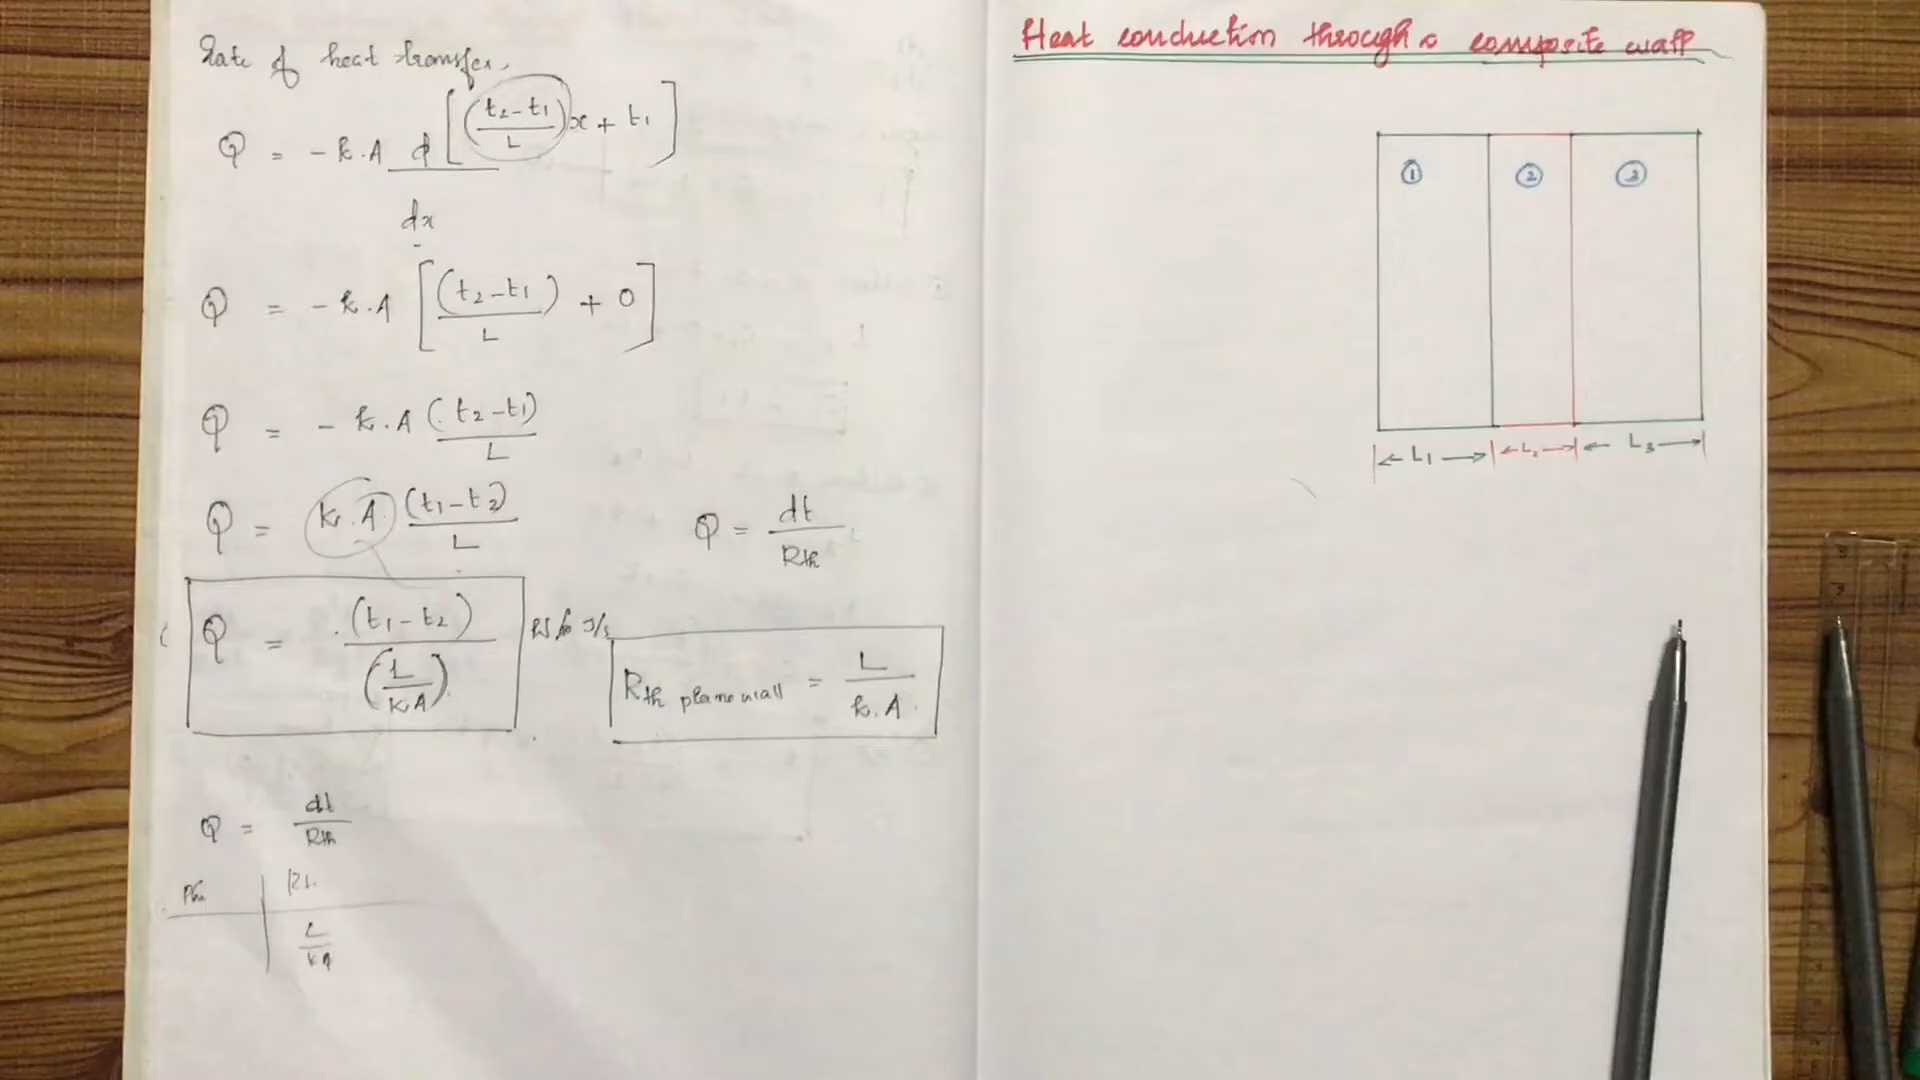 Rate of heat transfer,
Q = - k.A d [(t2-t1)/L x + t1]
dx
Q = - k.A [(t2-t1)/L + 0]
Q = - k.A (t2-t1)/L
Q = k.A (t1-t2)/L
Q = dt/Rth
Q = (t1-t2)/(L/kA)
Rth plane wall = L/k.A
Q = dt/Rth
L/kA
Heat conduction through a composite wall
1 2 3
L1 L2 L3